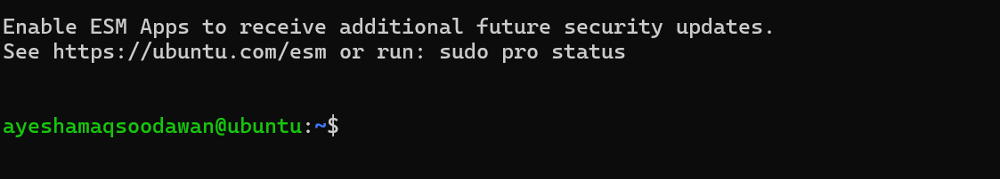 Enable ESM Apps to receive additional future security updates.
See https://ubuntu.com/esm or run: sudo pro status
ayeshamaqsoodawan@ubuntu:~$